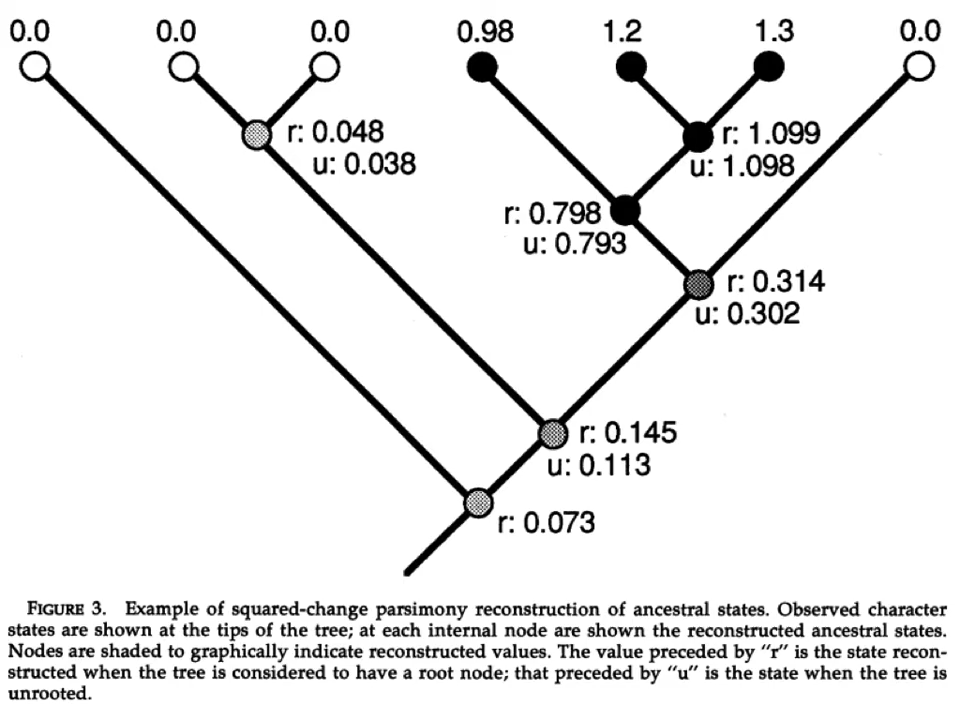 0.0 0.0 0.0 0.98 1.2 1.3 0.0
r: 0.048
u: 0.038
r: 1.099
u: 1.098
r: 0.798
u: 0.793
r: 0.314
u: 0.302
r: 0.145
u: 0.113
r: 0.073
FIGURE 3. Example of squared-change parsimony reconstruction of ancestral states. Observed character
states are shown at the tips of the tree; at each internal node are shown the reconstructed ancestral states.
Nodes are shaded to graphically indicate reconstructed values. The value preceded by "r" is the state recon-
structed when the tree is considered to have a root node; that preceded by "u" is the state when the tree is
unrooted.